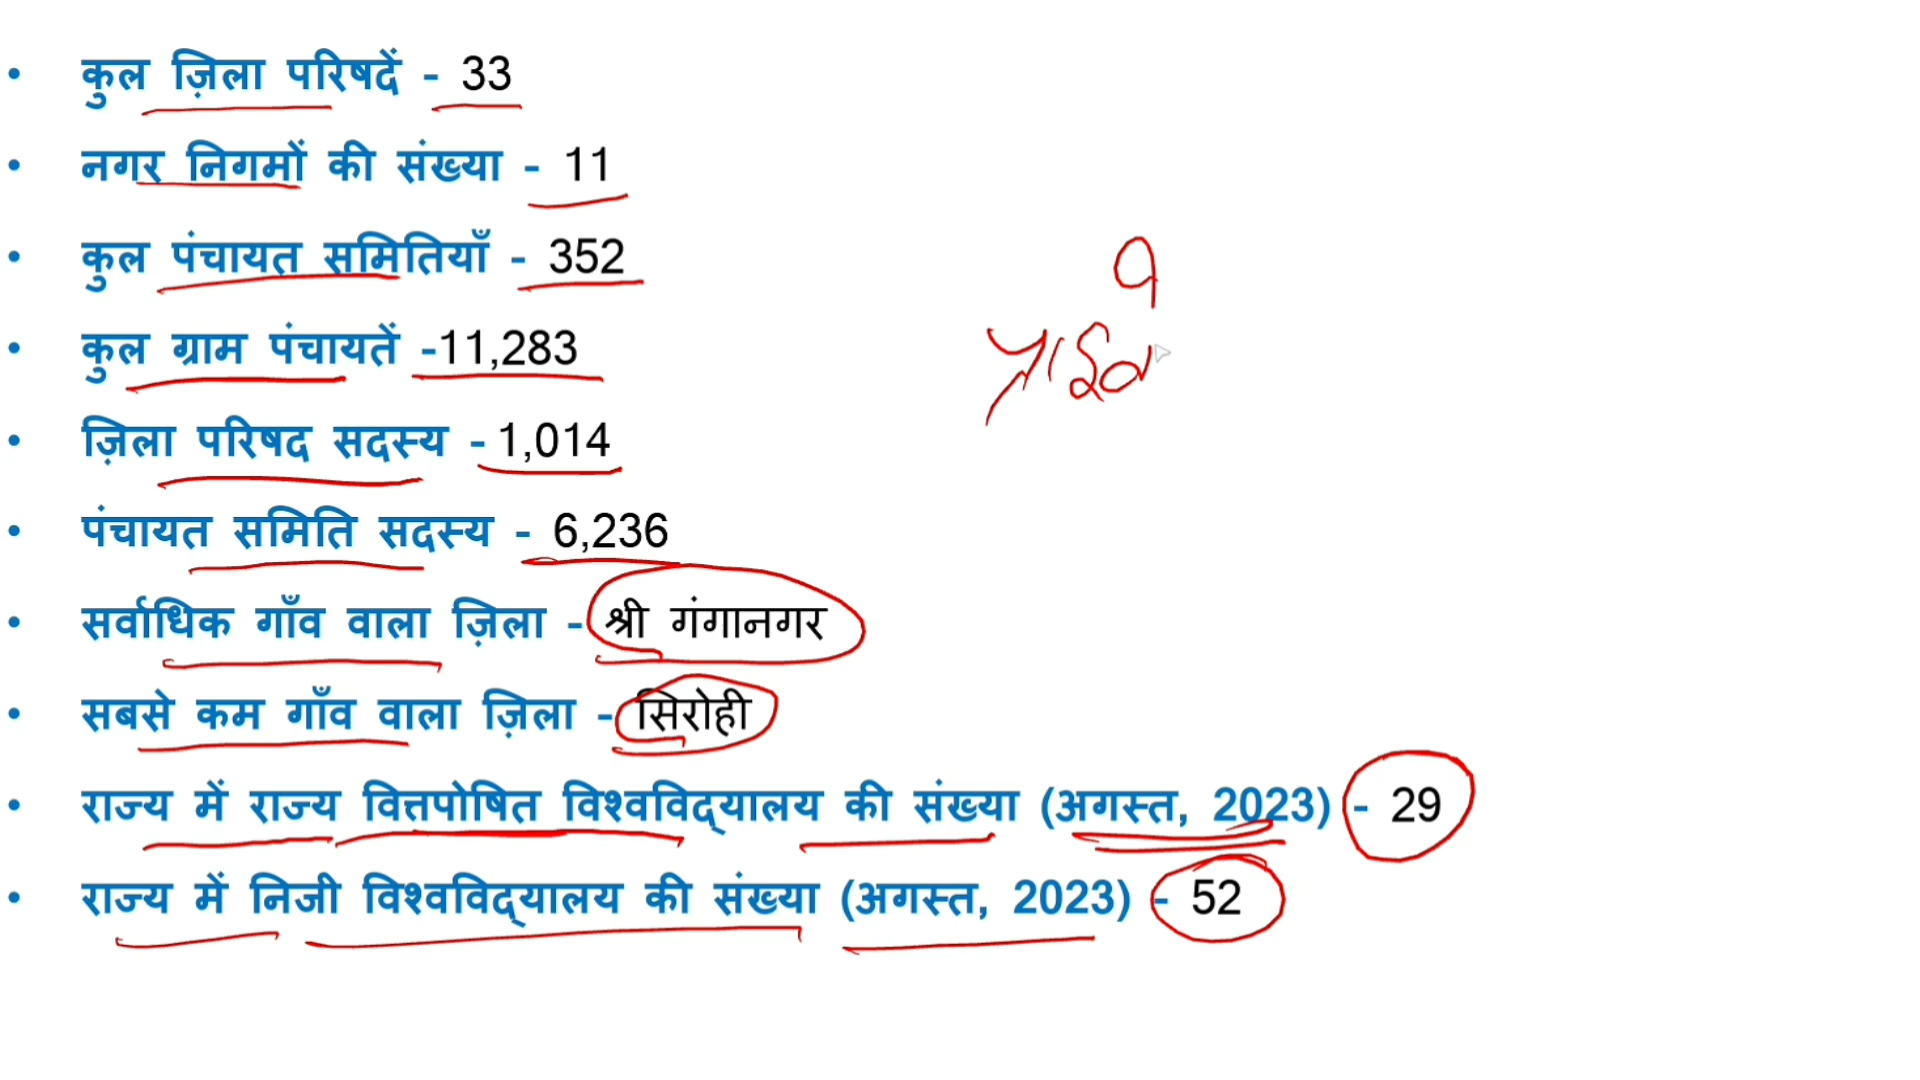 • कुल ज़िला परिषदें - 33
• नगर निगमों की संख्या - 11
• कुल पंचायत समितियाँ - 352
• कुल ग्राम पंचायतें -11,283
• ज़िला परिषद सदस्य - 1,014
• पंचायत समिति सदस्य - 6,236
• सर्वाधिक गाँव वाला ज़िला - श्री गंगानगर
• सबसे कम गाँव वाला ज़िला - सिरोही
• राज्य में राज्य वित्तपोषित विश्वविद्यालय की संख्या (अगस्त, 2023) - 29
• राज्य में निजी विश्वविद्यालय की संख्या (अगस्त, 2023) - 52